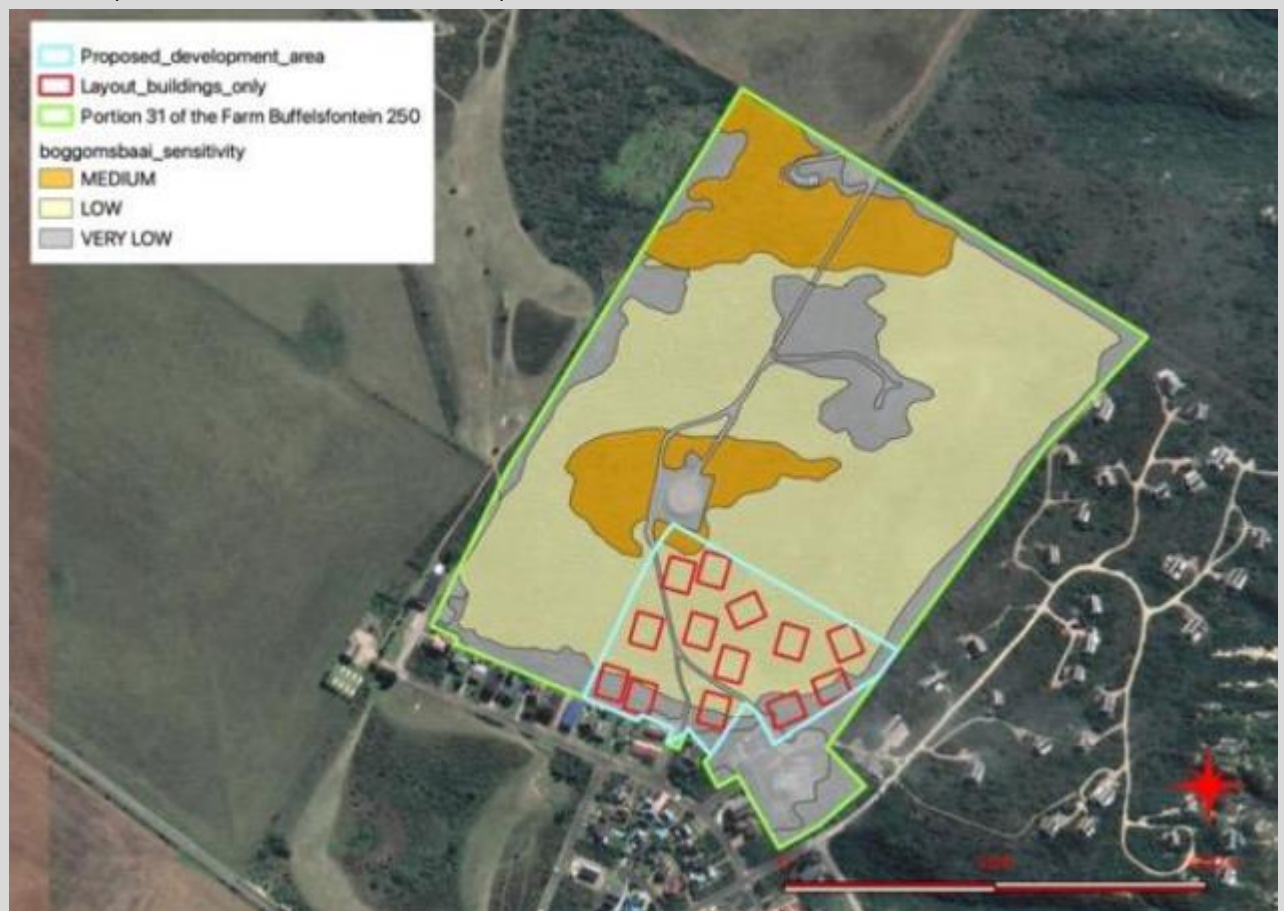 Proposed_development_area
Layout_buildings_only
Portion 31 of the Farm Buffelsfontein 250
boggomsbaai_sensitivity
MEDIUM
LOW
VERY LOW